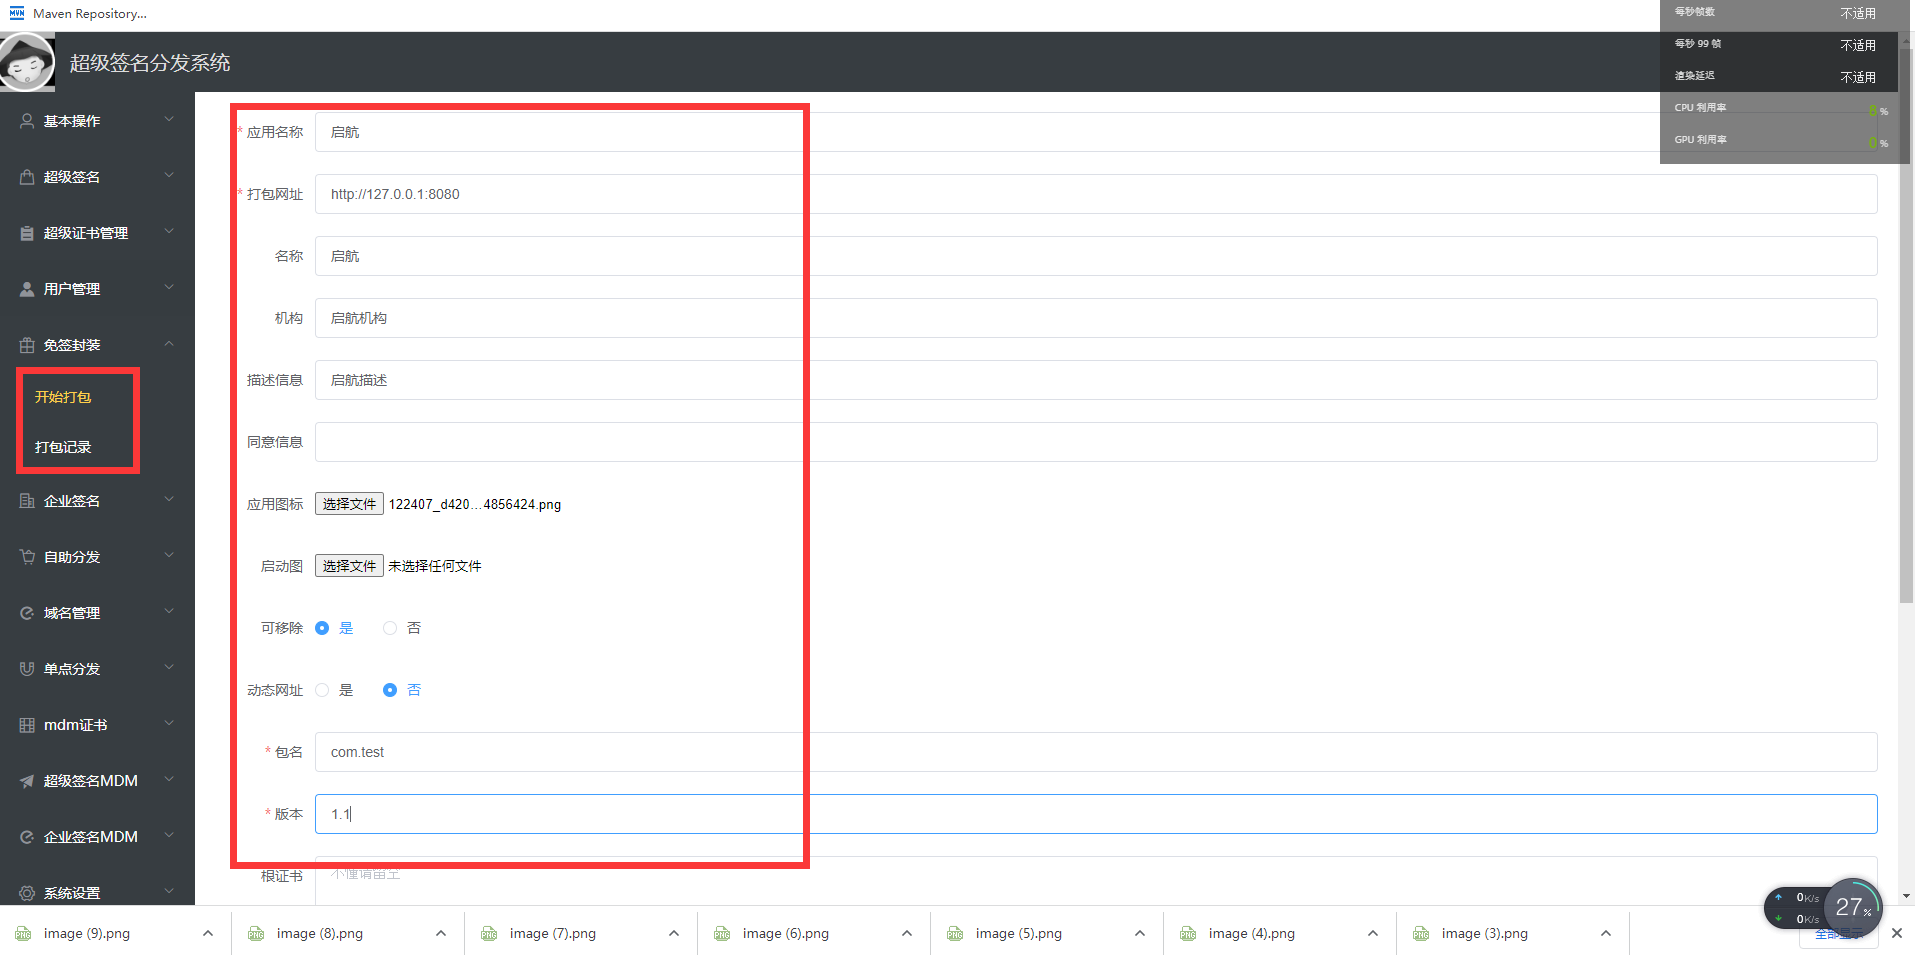 Maven Repository...
每秒帧数 不适用
每秒 99 帧 不适用
渲染延迟 不适用
CPU 利用率 8 %
GPU 利用率 0 %
超级签名分发系统
基本操作
超级签名
超级证书管理
用户管理
免签封装
开始打包
打包记录
企业签名
自助分发
域名管理
单点分发
mdm证书
超级签名MDM
企业签名MDM
系统设置
* 应用名称 启航
* 打包网址 http://127.0.0.1:8080
名称 启航
机构 启航机构
描述信息 启航描述
同意信息
应用图标 选择文件 122407_d420...4856424.png
启动图 选择文件 未选择任何文件
可移除 是 否
动态网址 是 否
* 包名 com.test
* 版本 1.1
根证书 不懂请留空
0K/s
0K/s
27%
image (9).png
image (8).png
image (7).png
image (6).png
image (5).png
image (4).png
image (3).png
全部显示